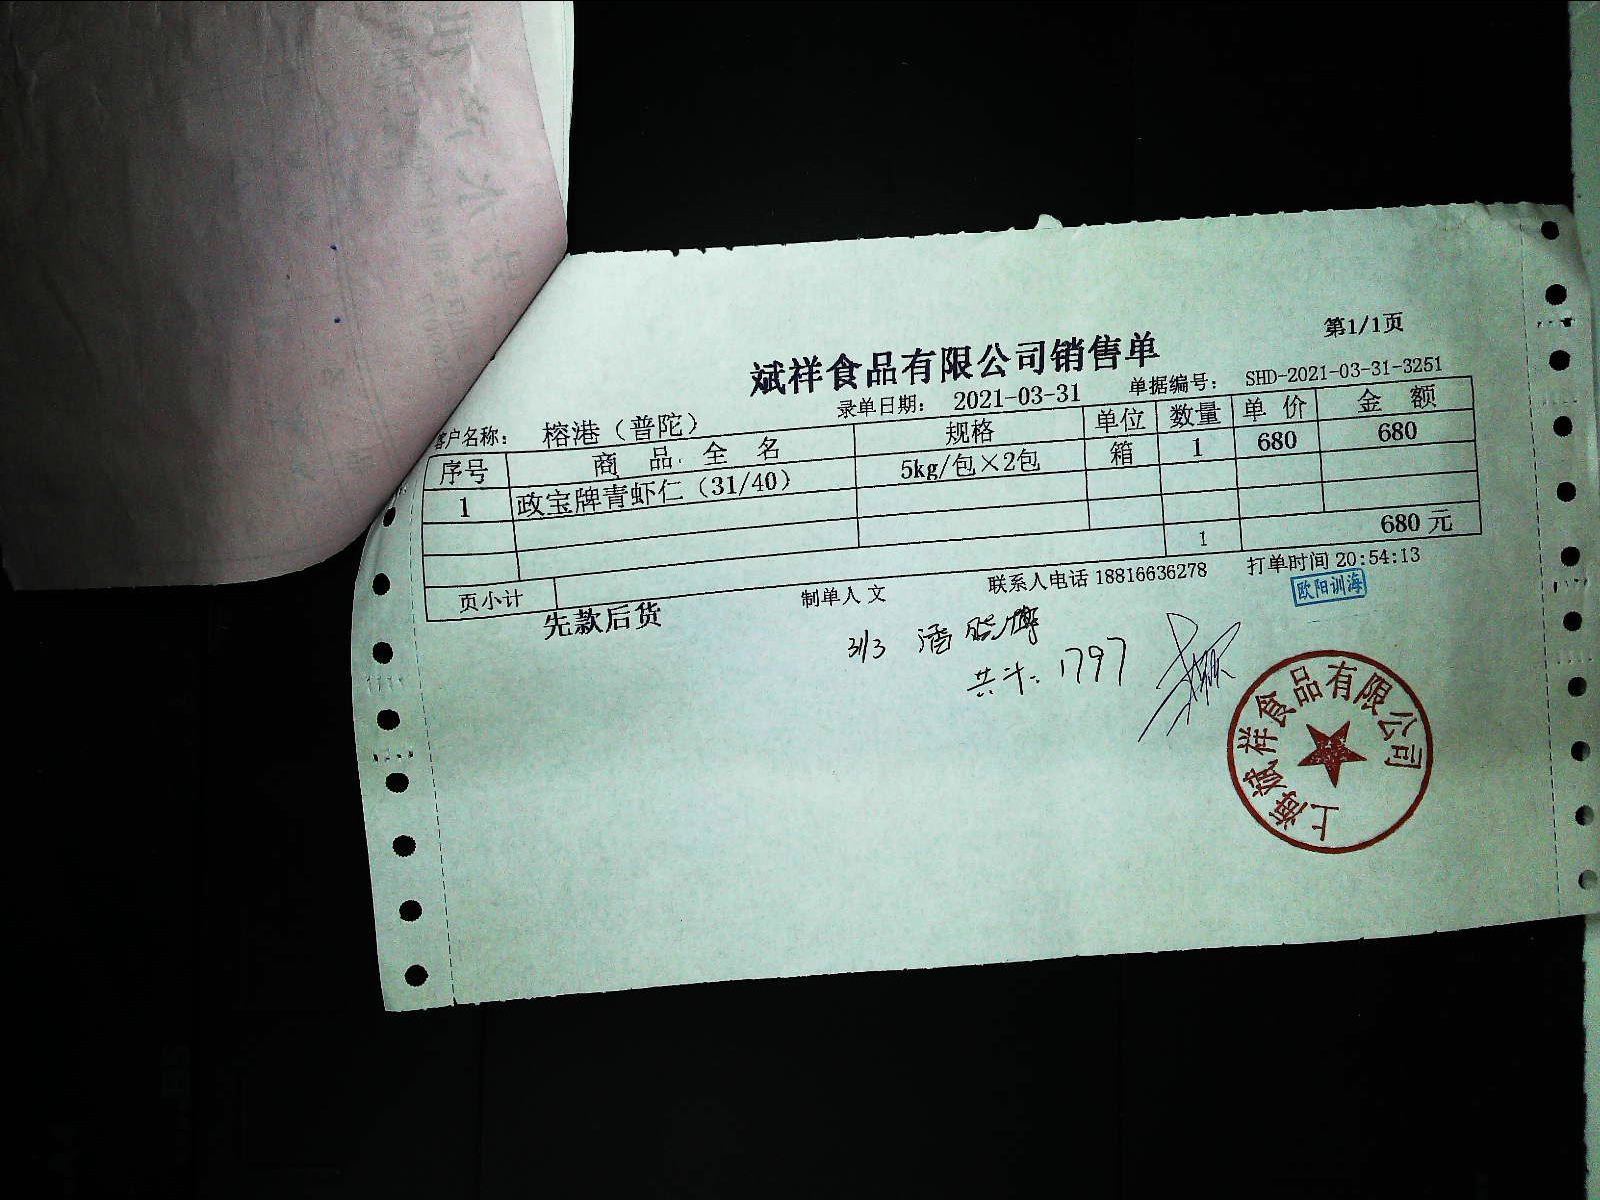 第1/1页
斌祥食品有限公司销售单
客户名称： 榕港（普陀） 录单日期： 2021-03-31 单据编号： SHD-2021-03-31-3251
序号 商品全名 规格 单位 数量 单价 金额
1 政宝牌青虾仁（31/40） 5kg/包×2包 箱 1 680 680
页小计 1 680元
先款后货 制单人 文 联系人电话 18816636278 打单时间 20:54:13
欧阳训海
31/3 潘
共斗: 1797
上海斌祥食品有限公司